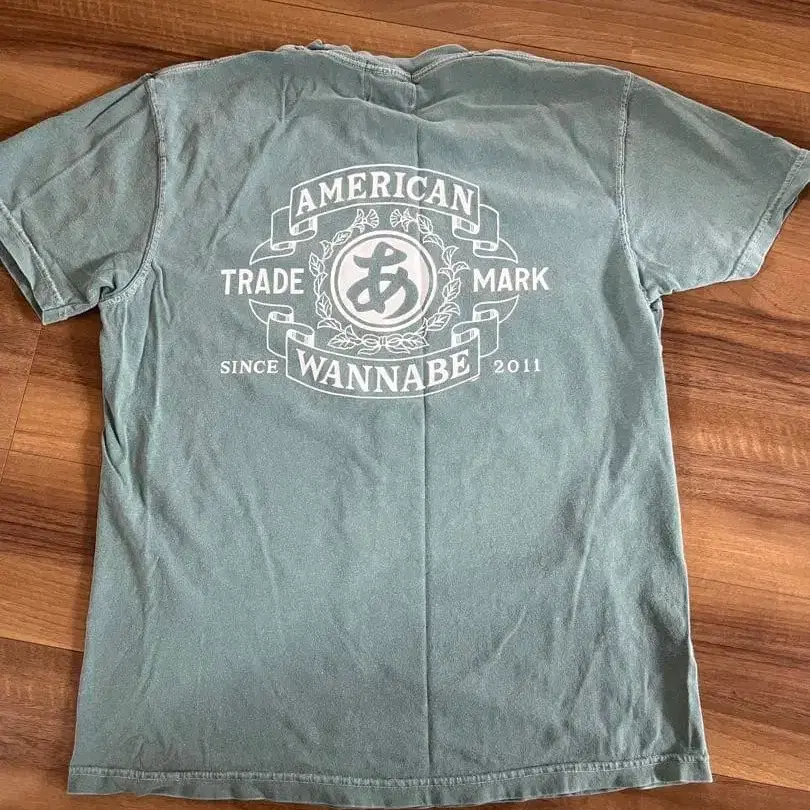 AMERICAN
TRADE あ MARK
SINCE WANNABE 2011